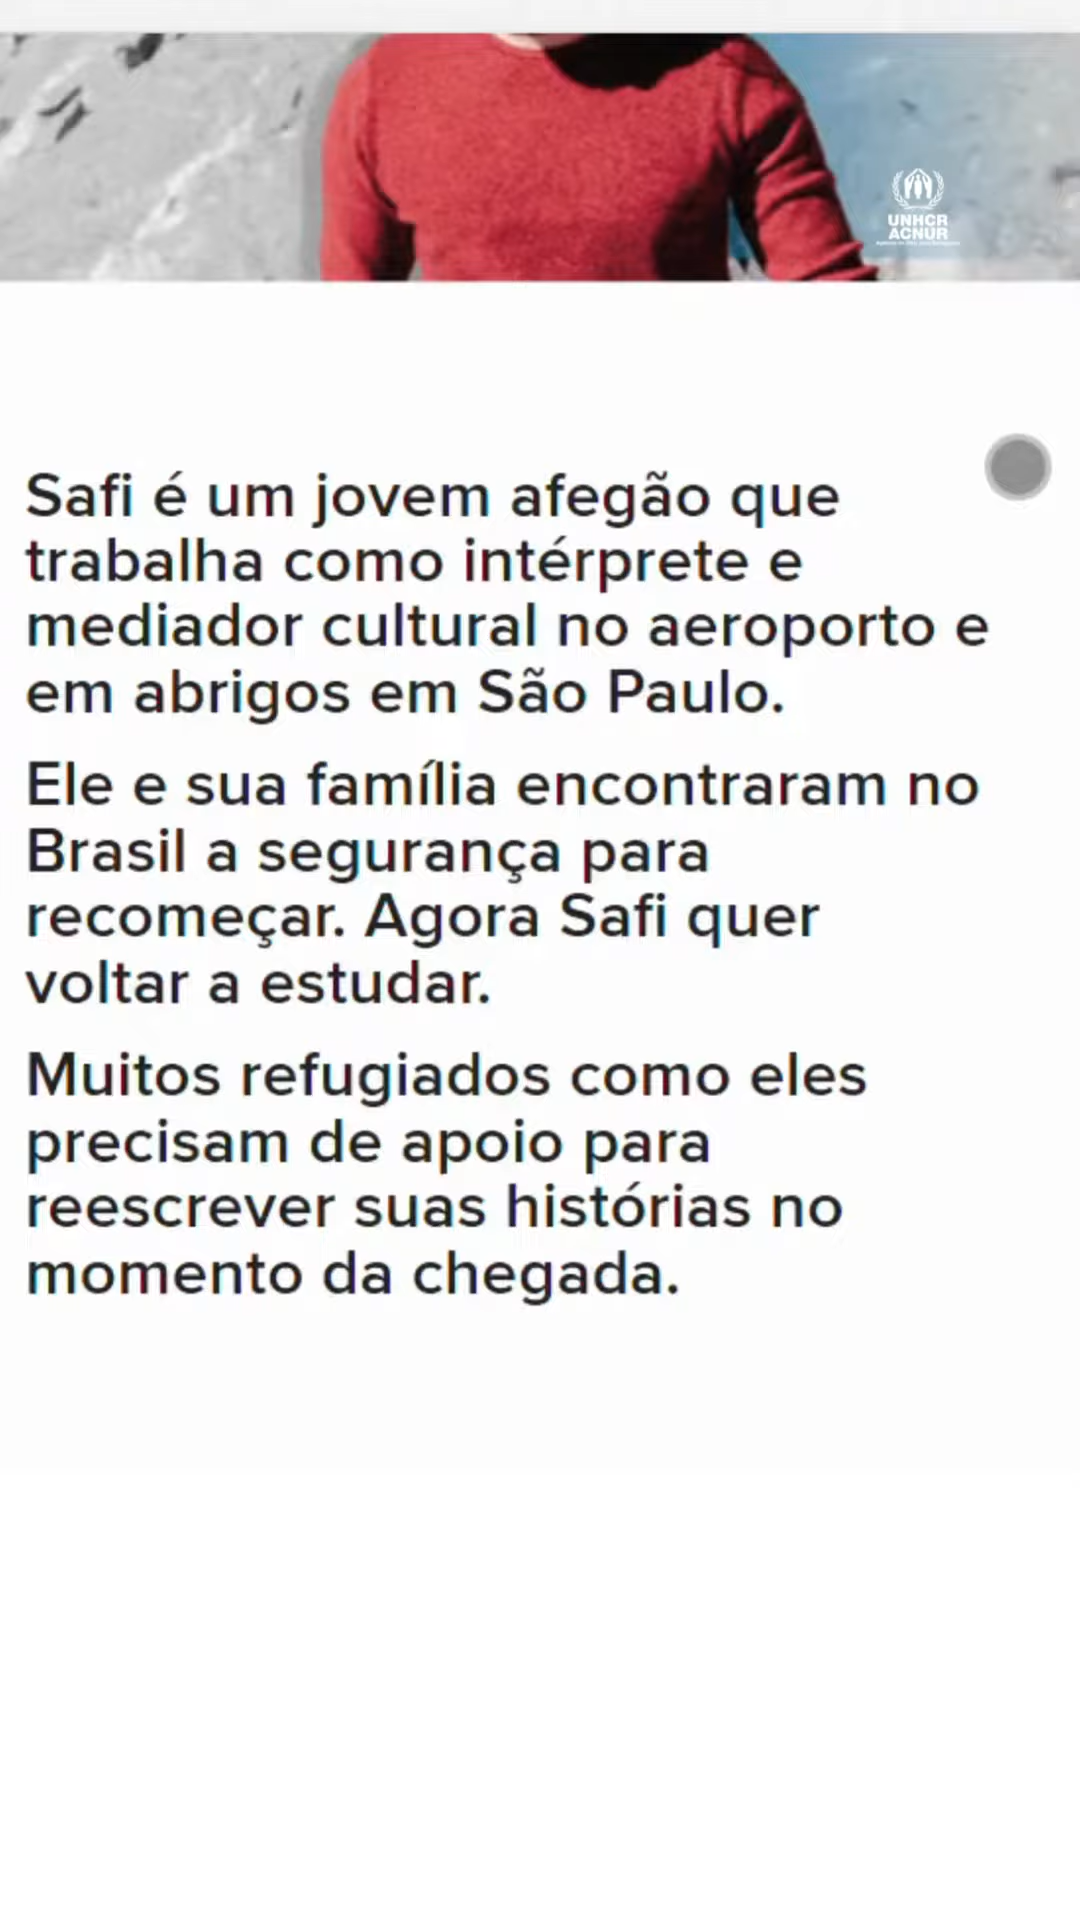 UNHCR
ACNUR
Safi é um jovem afegão que
trabalha como intérprete e
mediador cultural no aeroporto e
em abrigos em São Paulo.
Ele e sua família encontraram no
Brasil a segurança para
recomeçar. Agora Safi quer
voltar a estudar.
Muitos refugiados como eles
precisam de apoio para
reescrever suas histórias no
momento da chegada.